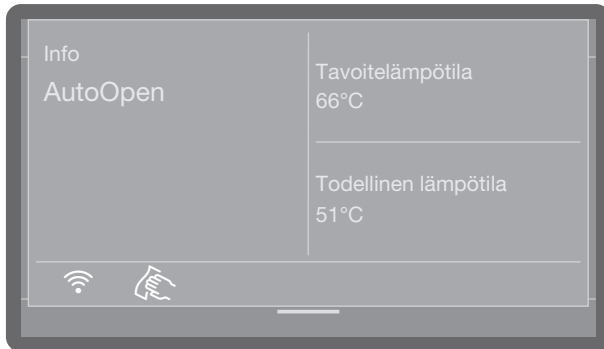 Info
AutoOpen
Tavoitelämpötila
66°C
Todellinen lämpötila
51°C